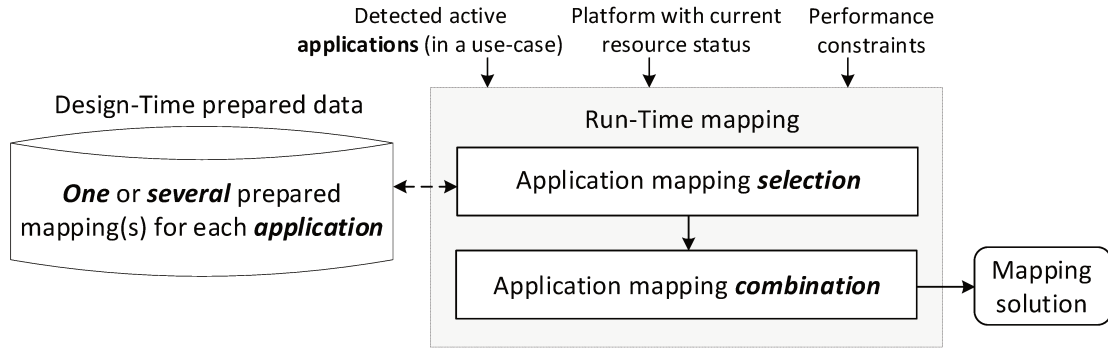 Detected active
applications (in a use-case)
Platform with current
resource status
Performance
constraints
Design-Time prepared data
One or several prepared
mapping(s) for each application
Run-Time mapping
Application mapping selection
Application mapping combination
Mapping
solution